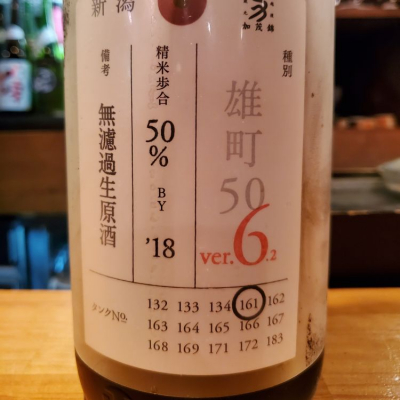 新潟
加茂錦
種別
雄町
50
ver.6.2
精米歩合
50%
BY
'18
備考
無濾過生原酒
タンクNo.
132 133 134 161 162
163 164 165 166 167
168 169 171 172 183